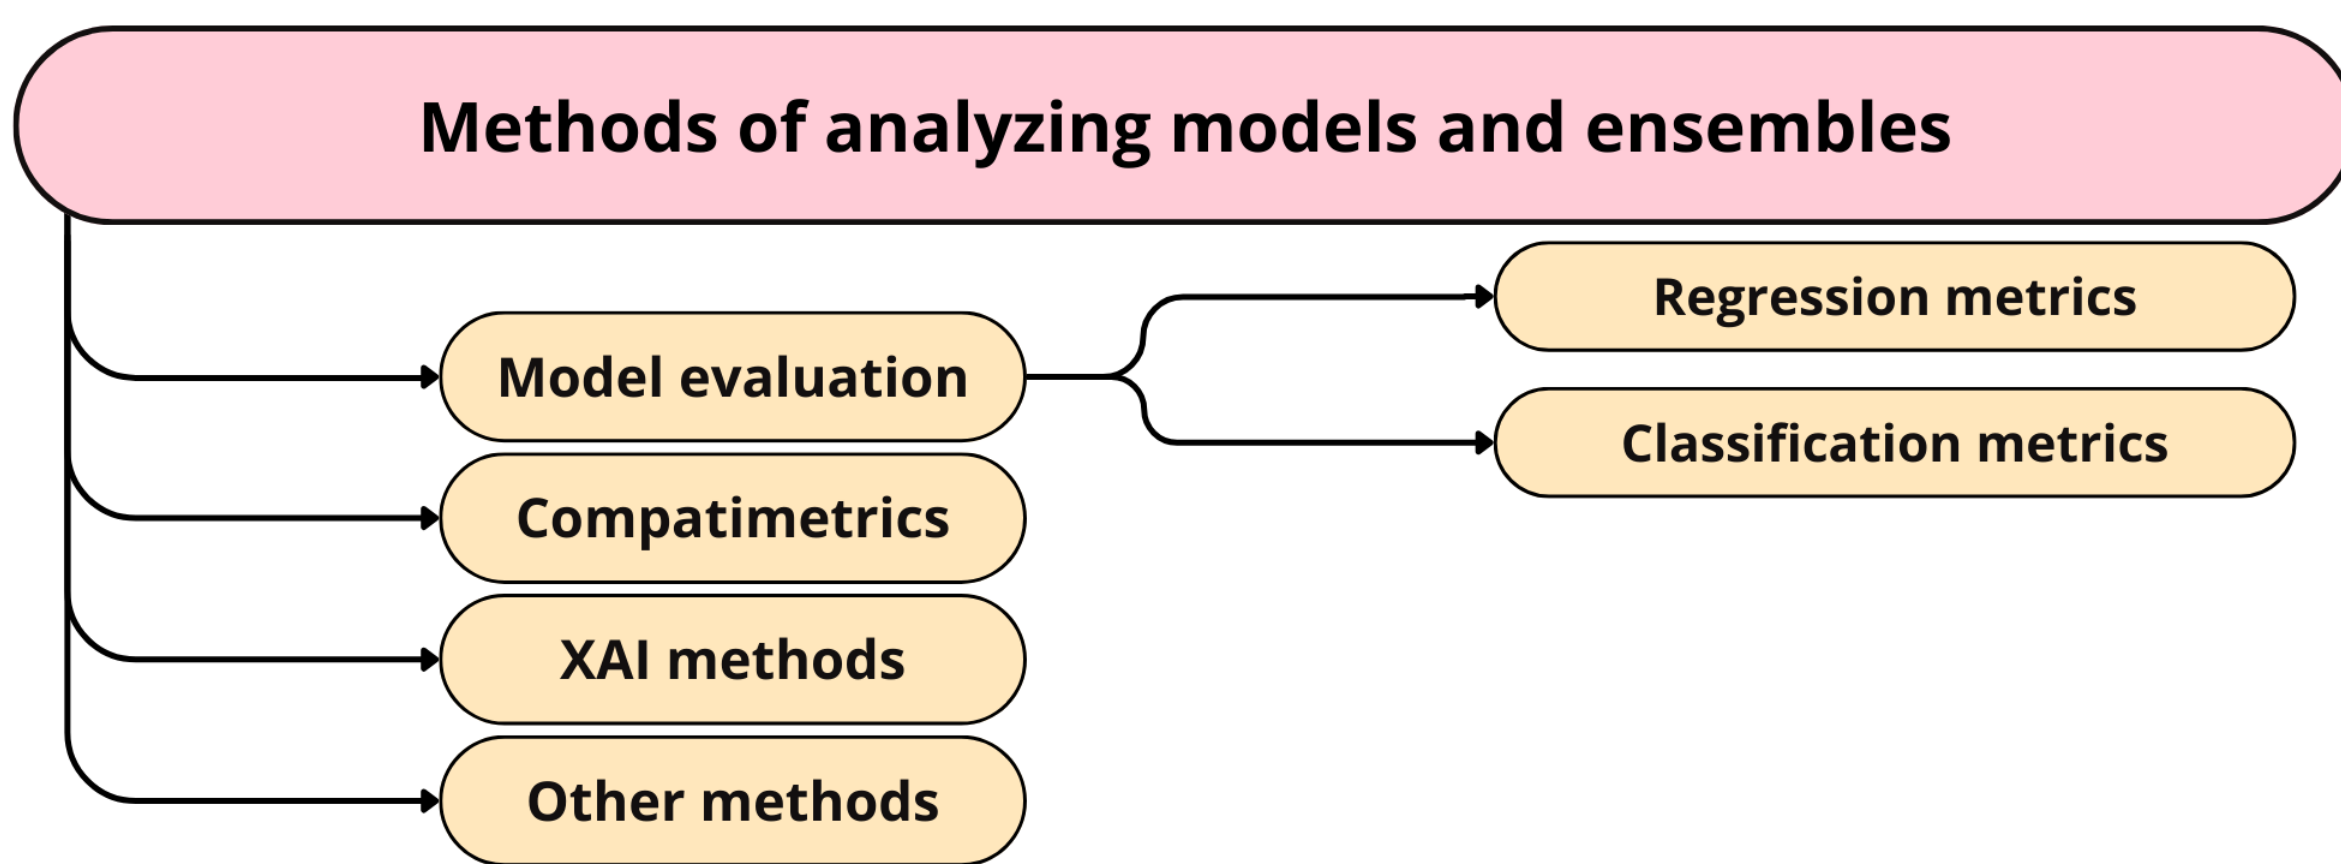 Methods of analyzing models and ensembles
Model evaluation
Regression metrics
Classification metrics
Compatimetrics
XAI methods
Other methods